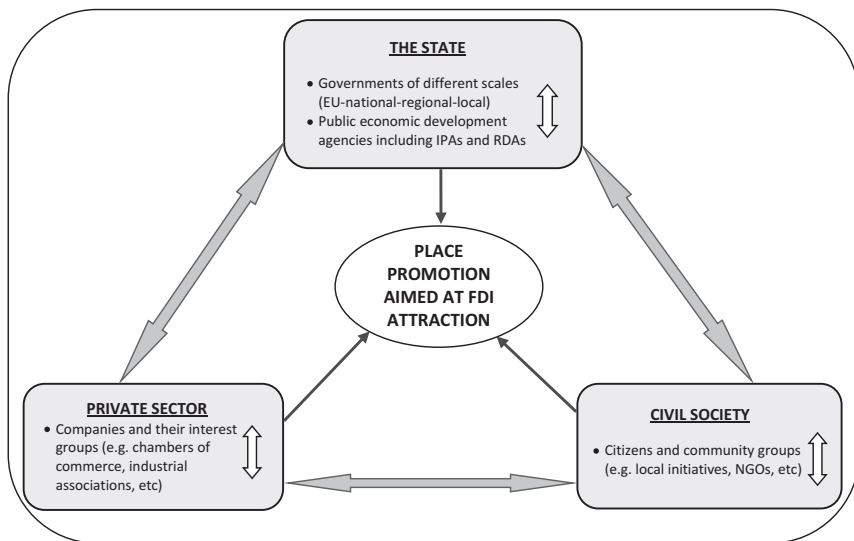 THE STATE
• Governments of different scales
(EU-national-regional-local)
• Public economic development
agencies including IPAs and RDAs
PLACE
PROMOTION
AIMED AT FDI
ATTRACTION
PRIVATE SECTOR
• Companies and their interest
groups (e.g. chambers of
commerce, industrial
associations, etc)
CIVIL SOCIETY
• Citizens and community groups
(e.g. local initiatives, NGOs, etc)